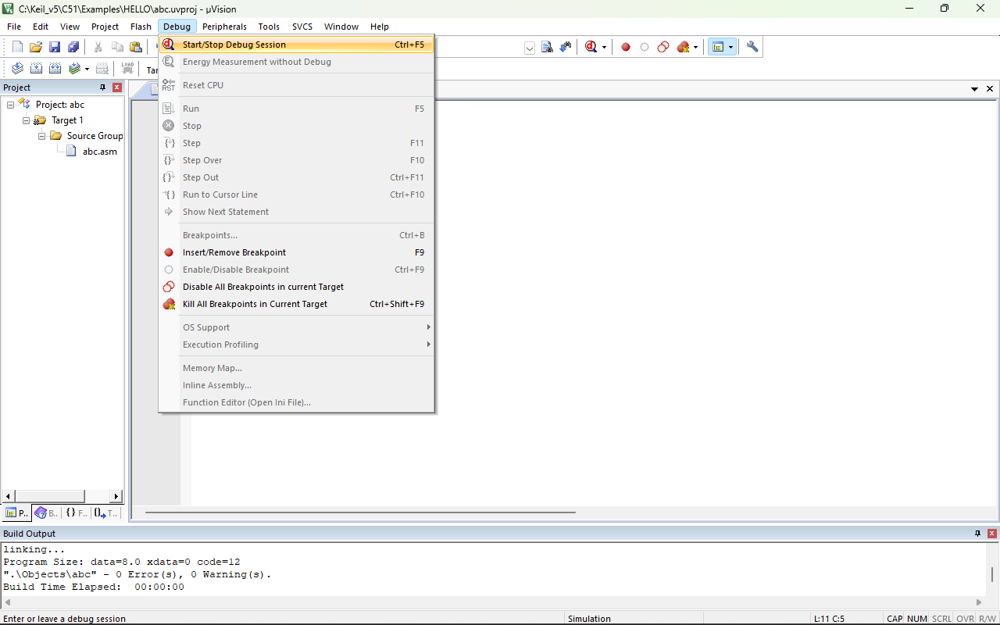 C:\Keil_v5\C51\Examples\HELLO\abc.uvproj - µVision
File Edit View Project Flash Debug Peripherals Tools SVCS Window Help
Start/Stop Debug Session Ctrl+F5
Energy Measurement without Debug
Reset CPU
Run F5
Stop
Step F11
Step Over F10
Step Out Ctrl+F11
Run to Cursor Line Ctrl+F10
Show Next Statement
Breakpoints... Ctrl+B
Insert/Remove Breakpoint F9
Enable/Disable Breakpoint Ctrl+F9
Disable All Breakpoints in current Target
Kill All Breakpoints in Current Target Ctrl+Shift+F9
OS Support
Execution Profiling
Memory Map...
Inline Assembly...
Function Editor (Open Ini File)...
LOAD
Tar
RST
Project
Project: abc
Target 1
Source Group
abc.asm
P.. B.. {} F.. T..
Build Output
linking...
Program Size: data=8.0 xdata=0 code=12
".\Objects\abc" - 0 Error(s), 0 Warning(s).
Build Time Elapsed: 00:00:00
Enter or leave a debug session Simulation L:11 C:5 CAP NUM SCRL OVR R/W